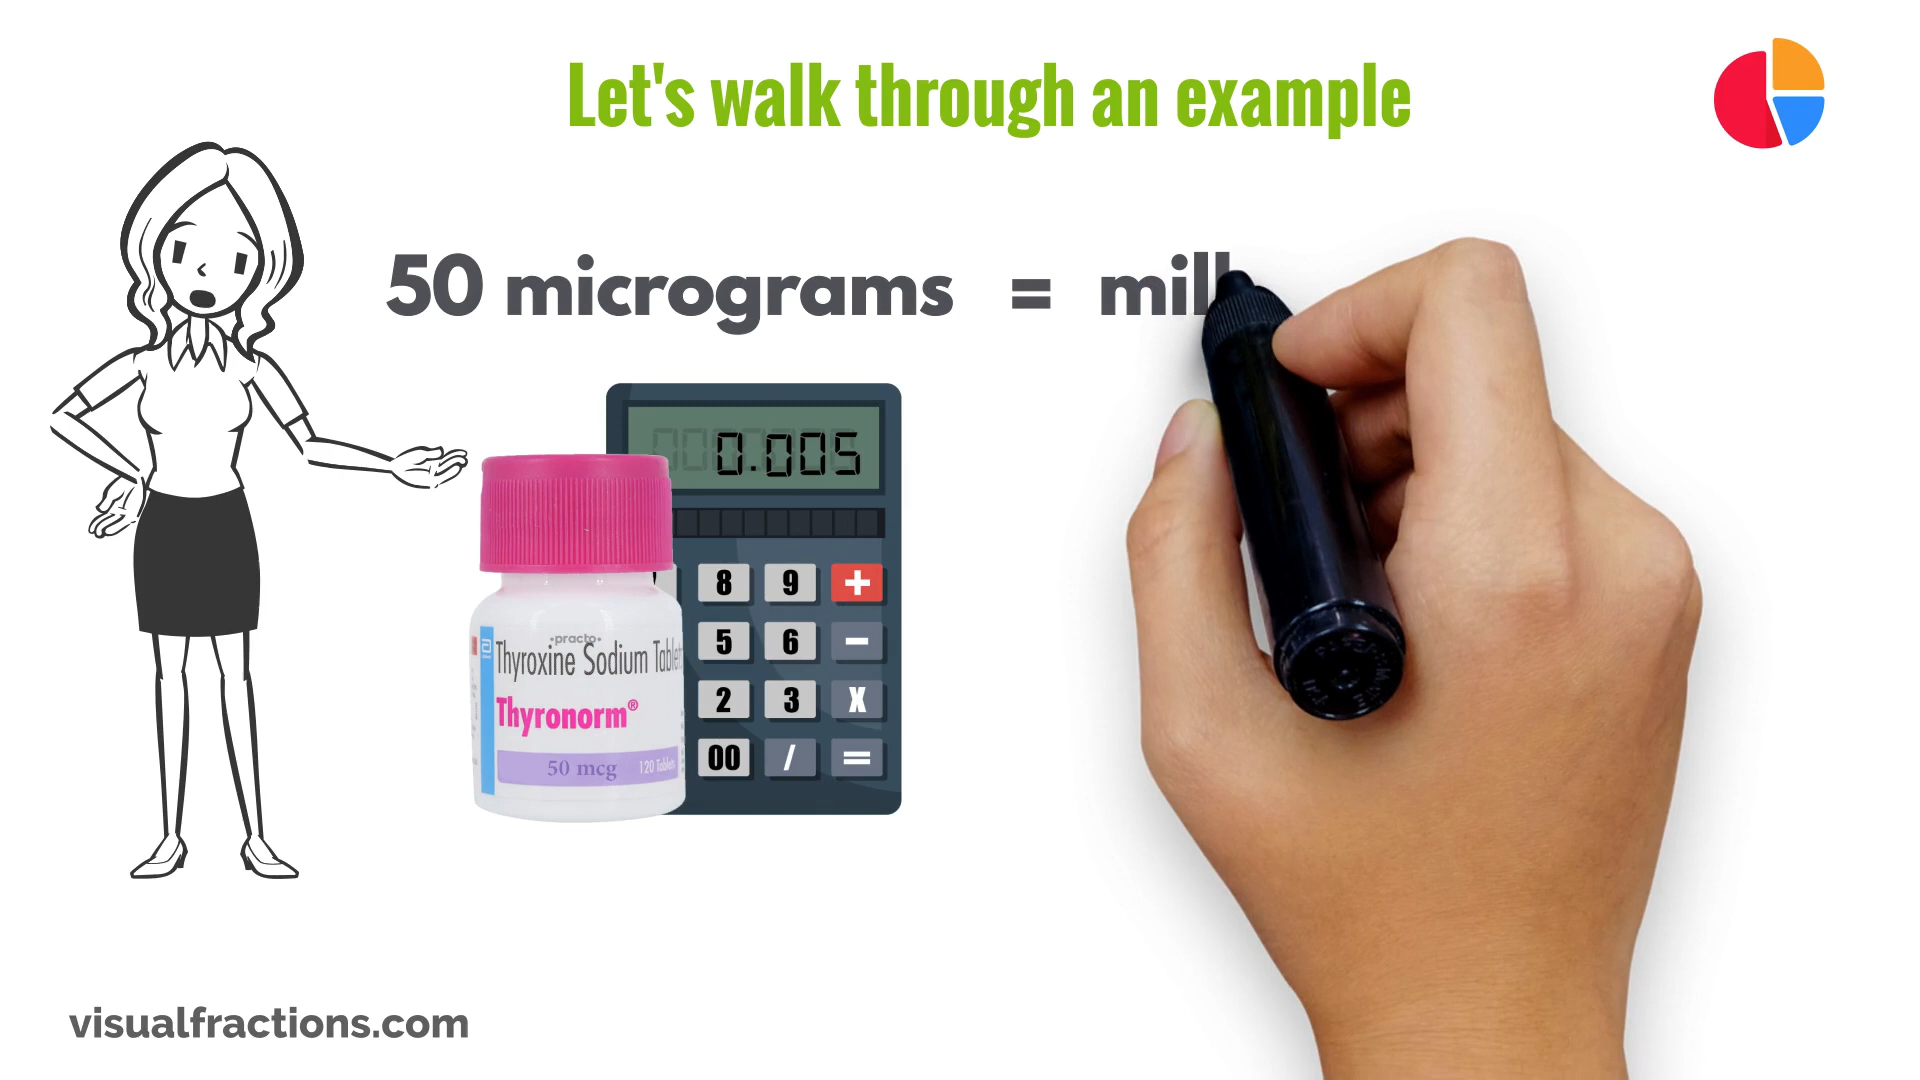 Let's walk through an example
50 micrograms = mill
0.005
8 9 +
5 6 −
2 3 X
00 / =
•practo•
Thyroxine Sodium Tablets
Thyronorm®
50 mcg 120 Tablets
visualfractions.com